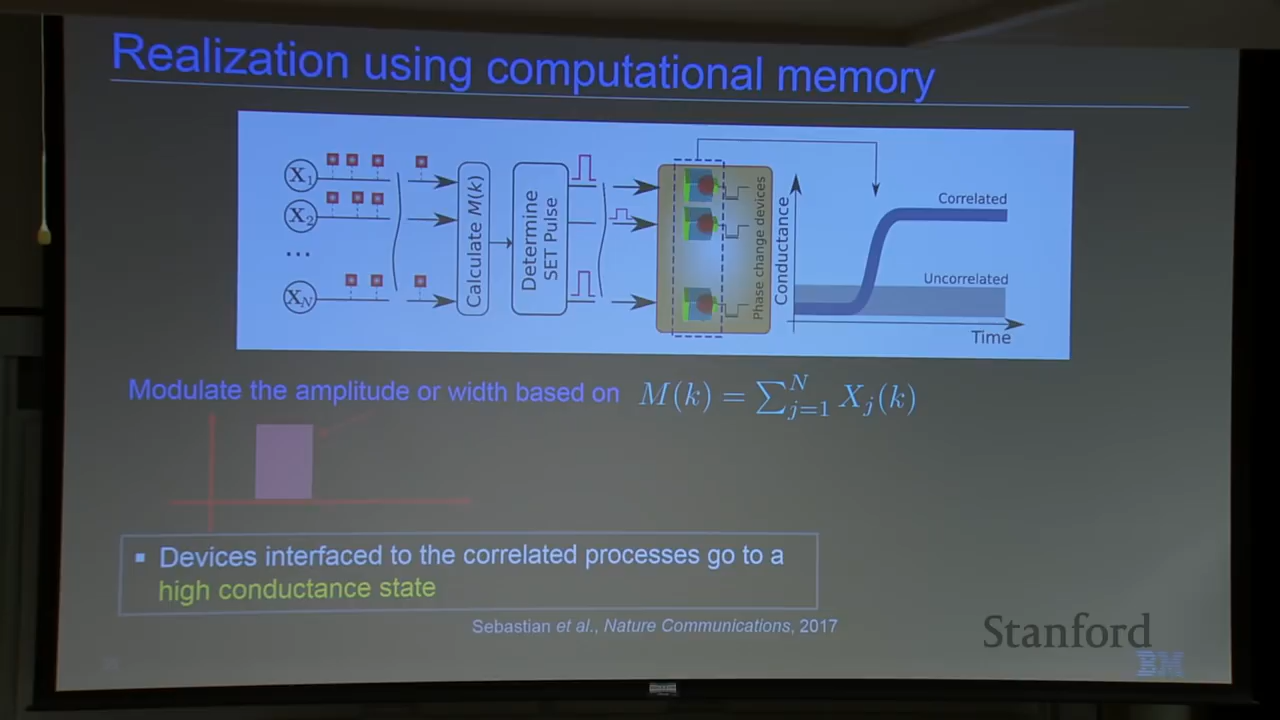 Realization using computational memory
X1
X2
...
XN
Calculate M(k)
Determine
SET Pulse
Phase change devices
Conductance
Correlated
Uncorrelated
Time
Modulate the amplitude or width based on M(k) = ∑_{j=1}^{N} X_j(k)
▪ Devices interfaced to the correlated processes go to a
high conductance state
Sebastian et al., Nature Communications, 2017
Stanford
IBM